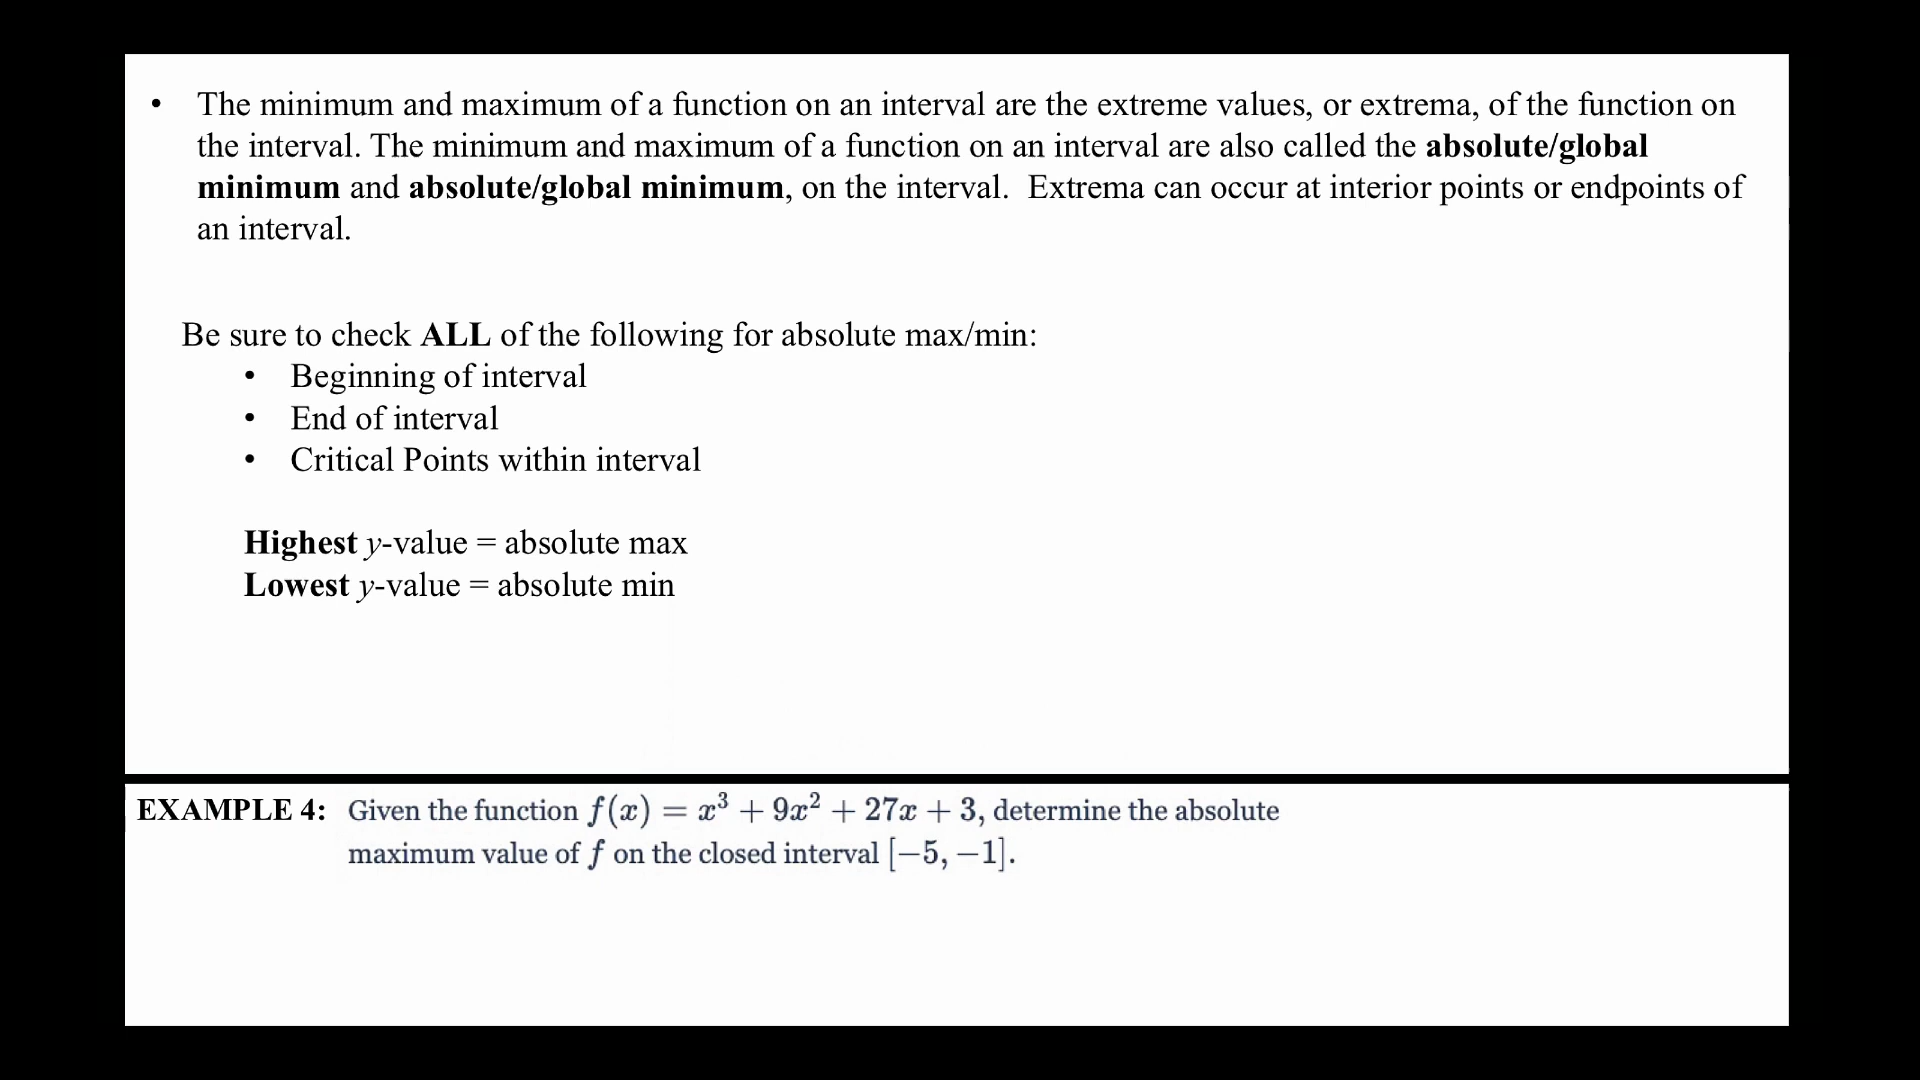 • The minimum and maximum of a function on an interval are the extreme values, or extrema, of the function on
the interval. The minimum and maximum of a function on an interval are also called the absolute/global
minimum and absolute/global minimum, on the interval. Extrema can occur at interior points or endpoints of
an interval.
Be sure to check ALL of the following for absolute max/min:
• Beginning of interval
• End of interval
• Critical Points within interval
Highest y-value = absolute max
Lowest y-value = absolute min
EXAMPLE 4: Given the function f(x) = x³ + 9x² + 27x + 3, determine the absolute
maximum value of f on the closed interval [−5, −1].